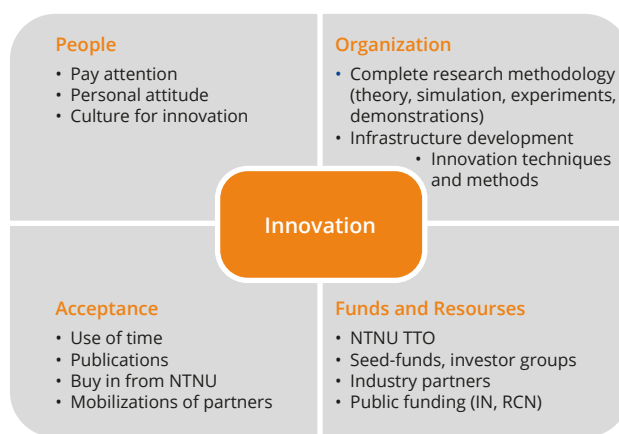 People
• Pay attention
• Personal attitude
• Culture for innovation
Organization
• Complete research methodology
(theory, simulation, experiments,
demonstrations)
• Infrastructure development
• Innovation techniques
and methods
Innovation
Acceptance
• Use of time
• Publications
• Buy in from NTNU
• Mobilizations of partners
Funds and Resourses
• NTNU TTO
• Seed-funds, investor groups
• Industry partners
• Public funding (IN, RCN)